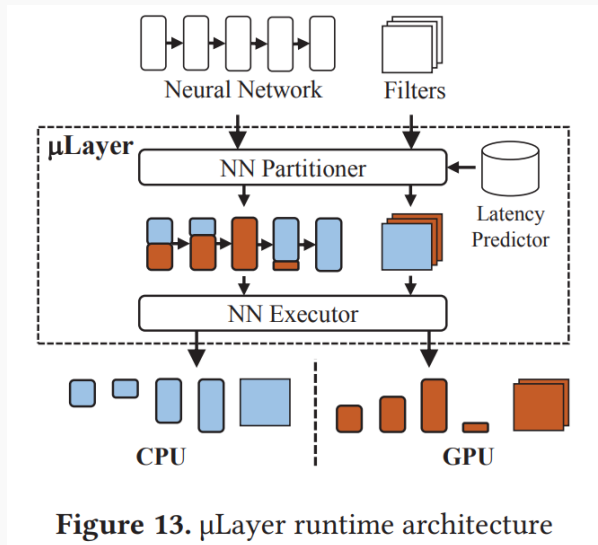 Neural Network
Filters
μLayer
NN Partitioner
Latency
Predictor
NN Executor
CPU
GPU
Figure 13. μLayer runtime architecture